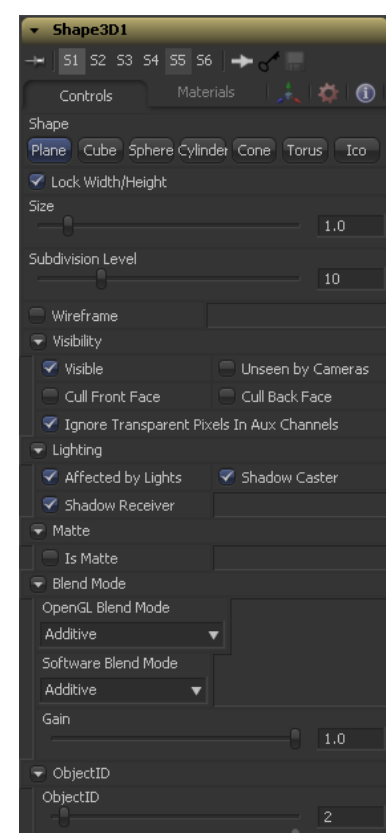 Shape3D1
S1 S2 S3 S4 S5 S6
Controls Materials
Shape
Plane Cube Sphere Cylinder Cone Torus Ico
Lock Width/Height
Size
1.0
Subdivision Level
10
Wireframe
Visibility
Visible Unseen by Cameras
Cull Front Face Cull Back Face
Ignore Transparent Pixels In Aux Channels
Lighting
Affected by Lights Shadow Caster
Shadow Receiver
Matte
Is Matte
Blend Mode
OpenGL Blend Mode
Additive
Software Blend Mode
Additive
Gain
1.0
ObjectID
ObjectID
2